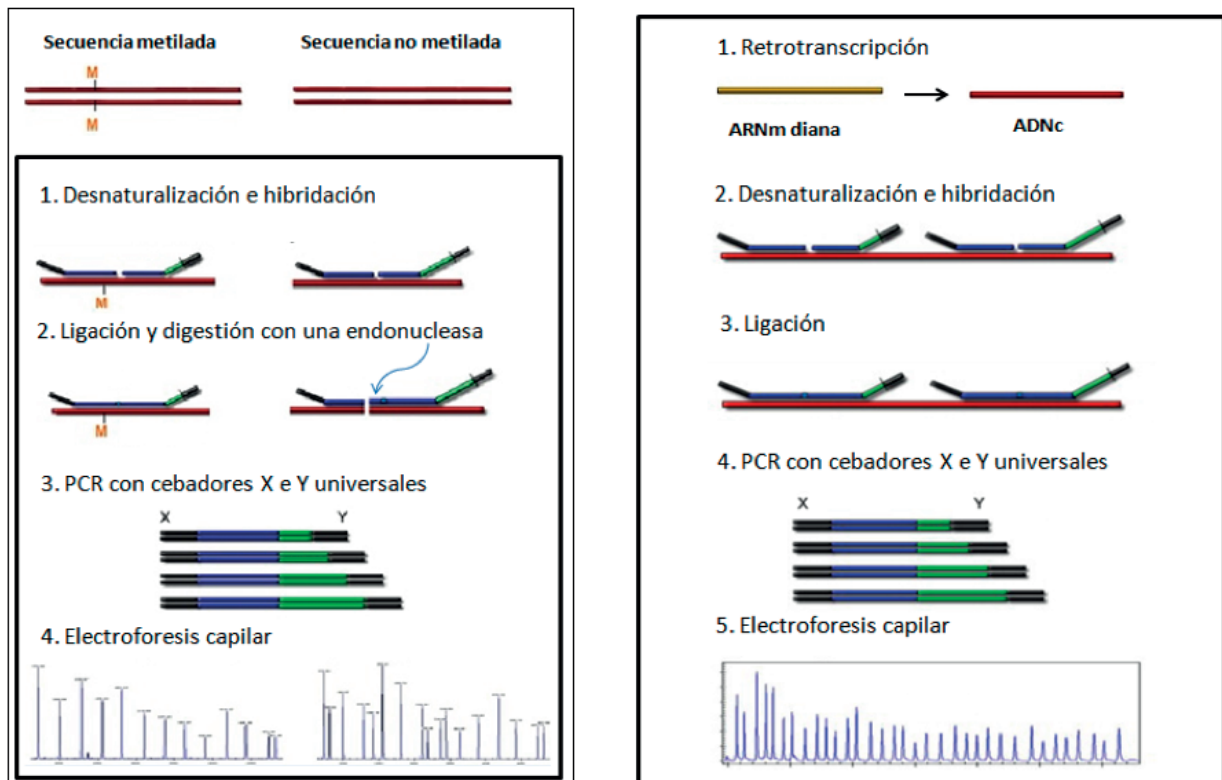 Secuencia metilada
Secuencia no metilada
M
M
1. Desnaturalización e hibridación
M
2. Ligación y digestión con una endonucleasa
M
3. PCR con cebadores X e Y universales
X Y
4. Electroforesis capilar
1. Retrotranscripción
ARNm diana
ADNc
2. Desnaturalización e hibridación
3. Ligación
4. PCR con cebadores X e Y universales
X Y
5. Electroforesis capilar